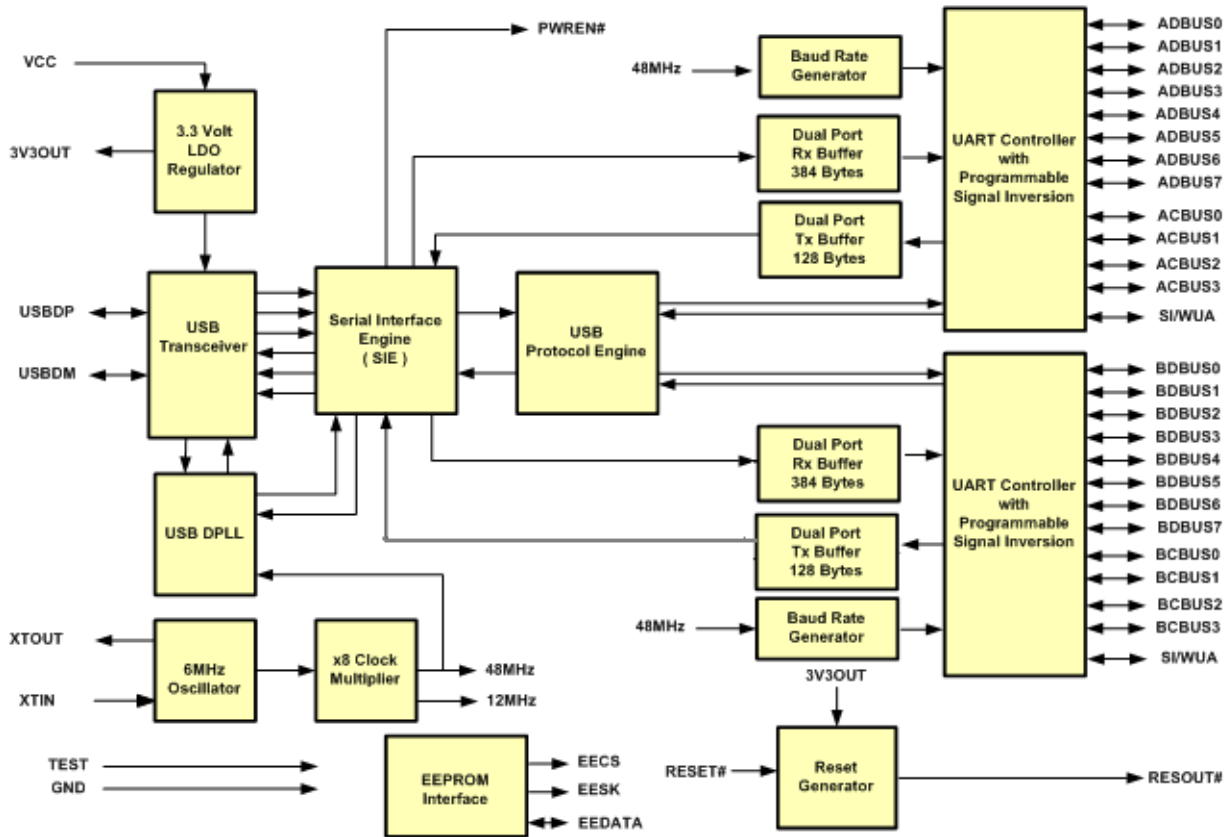 PWREN#
VCC
3.3 Volt
LDO
Regulator
3V3OUT
48MHz
Baud Rate
Generator
Dual Port
Rx Buffer
384 Bytes
Dual Port
Tx Buffer
128 Bytes
UART Controller
with
Programmable
Signal Inversion
ADBUS0
ADBUS1
ADBUS2
ADBUS3
ADBUS4
ADBUS5
ADBUS6
ADBUS7
ACBUS0
ACBUS1
ACBUS2
ACBUS3
SI/WUA
USBDP
USBDM
USB
Transceiver
Serial Interface
Engine
( SIE )
USB
Protocol Engine
BDBUS0
BDBUS1
BDBUS2
BDBUS3
BDBUS4
BDBUS5
BDBUS6
BDBUS7
BCBUS0
BCBUS1
BCBUS2
BCBUS3
SI/WUA
Dual Port
Rx Buffer
384 Bytes
UART Controller
with
Programmable
Signal Inversion
USB DPLL
Dual Port
Tx Buffer
128 Bytes
48MHz
Baud Rate
Generator
XTOUT
XTIN
6MHz
Oscillator
x8 Clock
Multiplier
48MHz
12MHz
3V3OUT
TEST
GND
EEPROM
Interface
EECS
EESK
EEDATA
RESET#
Reset
Generator
RESOUT#